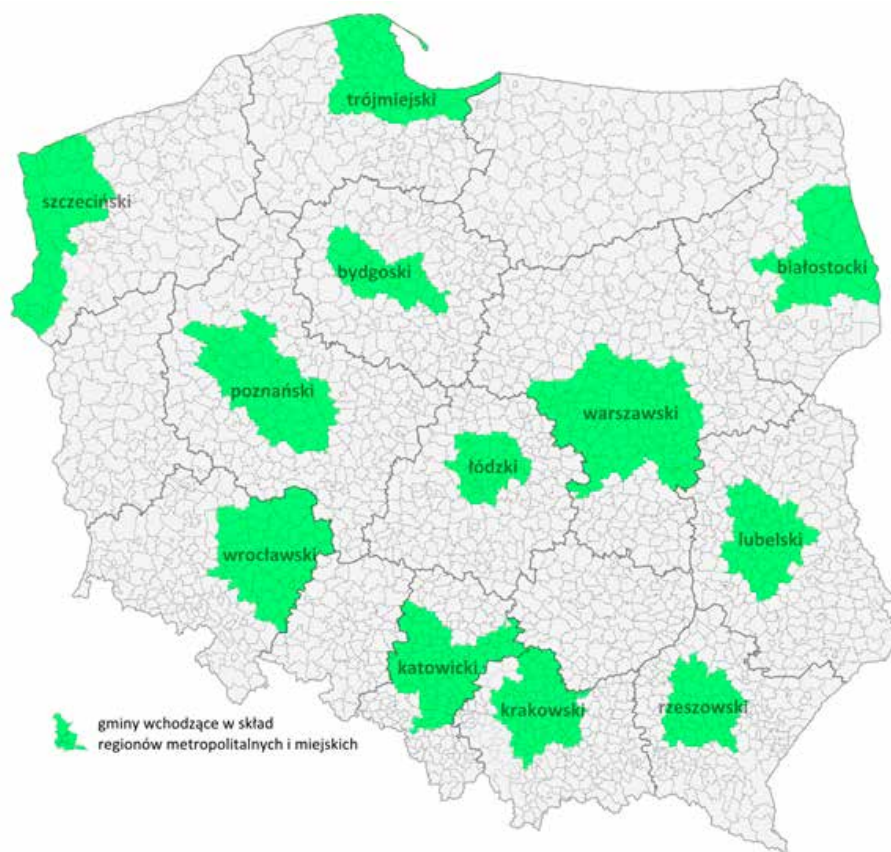 trójmiejski
szczeciński
bydgoski
białostocki
poznański
warszawski
łódzki
wrocławski
lubelski
katowicki
krakowski
rzeszowski
gminy wchodzące w skład
regionów metropolitalnych i miejskich